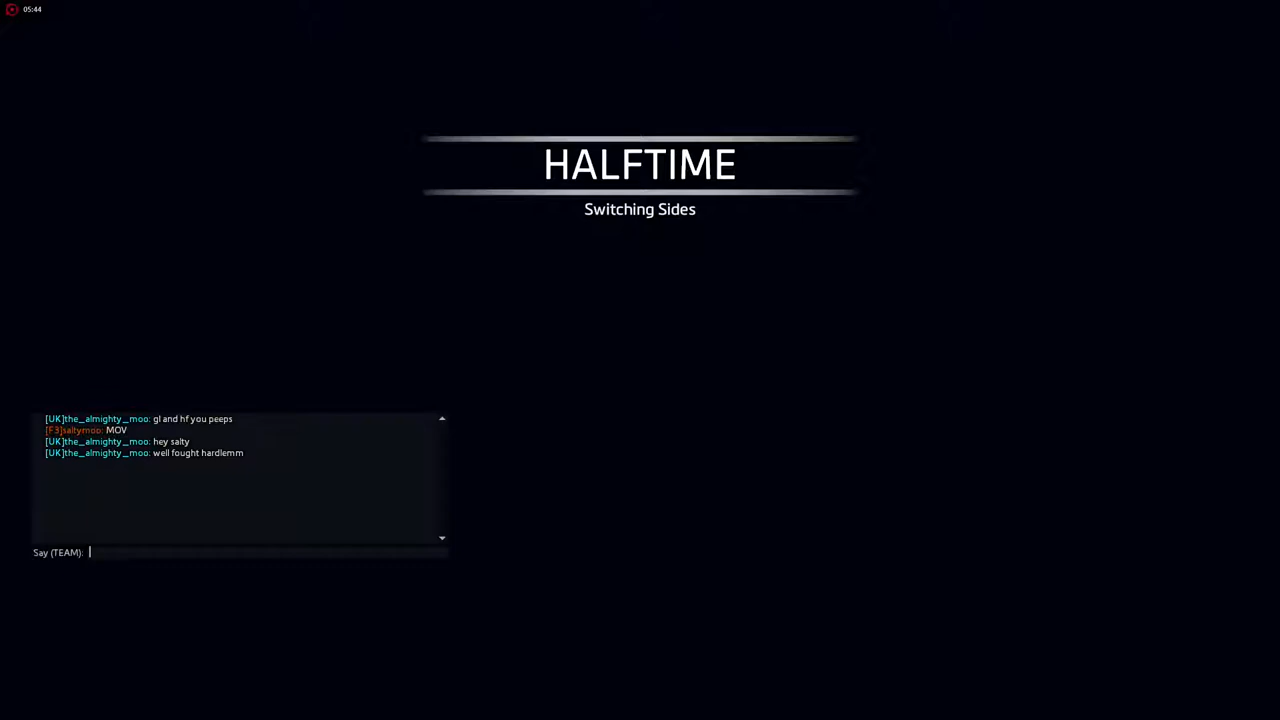 05:44
HALFTIME
Switching Sides
[UK]the_almighty_moo: gl and hf you peeps
[F3]saltymoo: MOV
[UK]the_almighty_moo: hey salty
[UK]the_almighty_moo: well fought hardlemm
Say (TEAM):